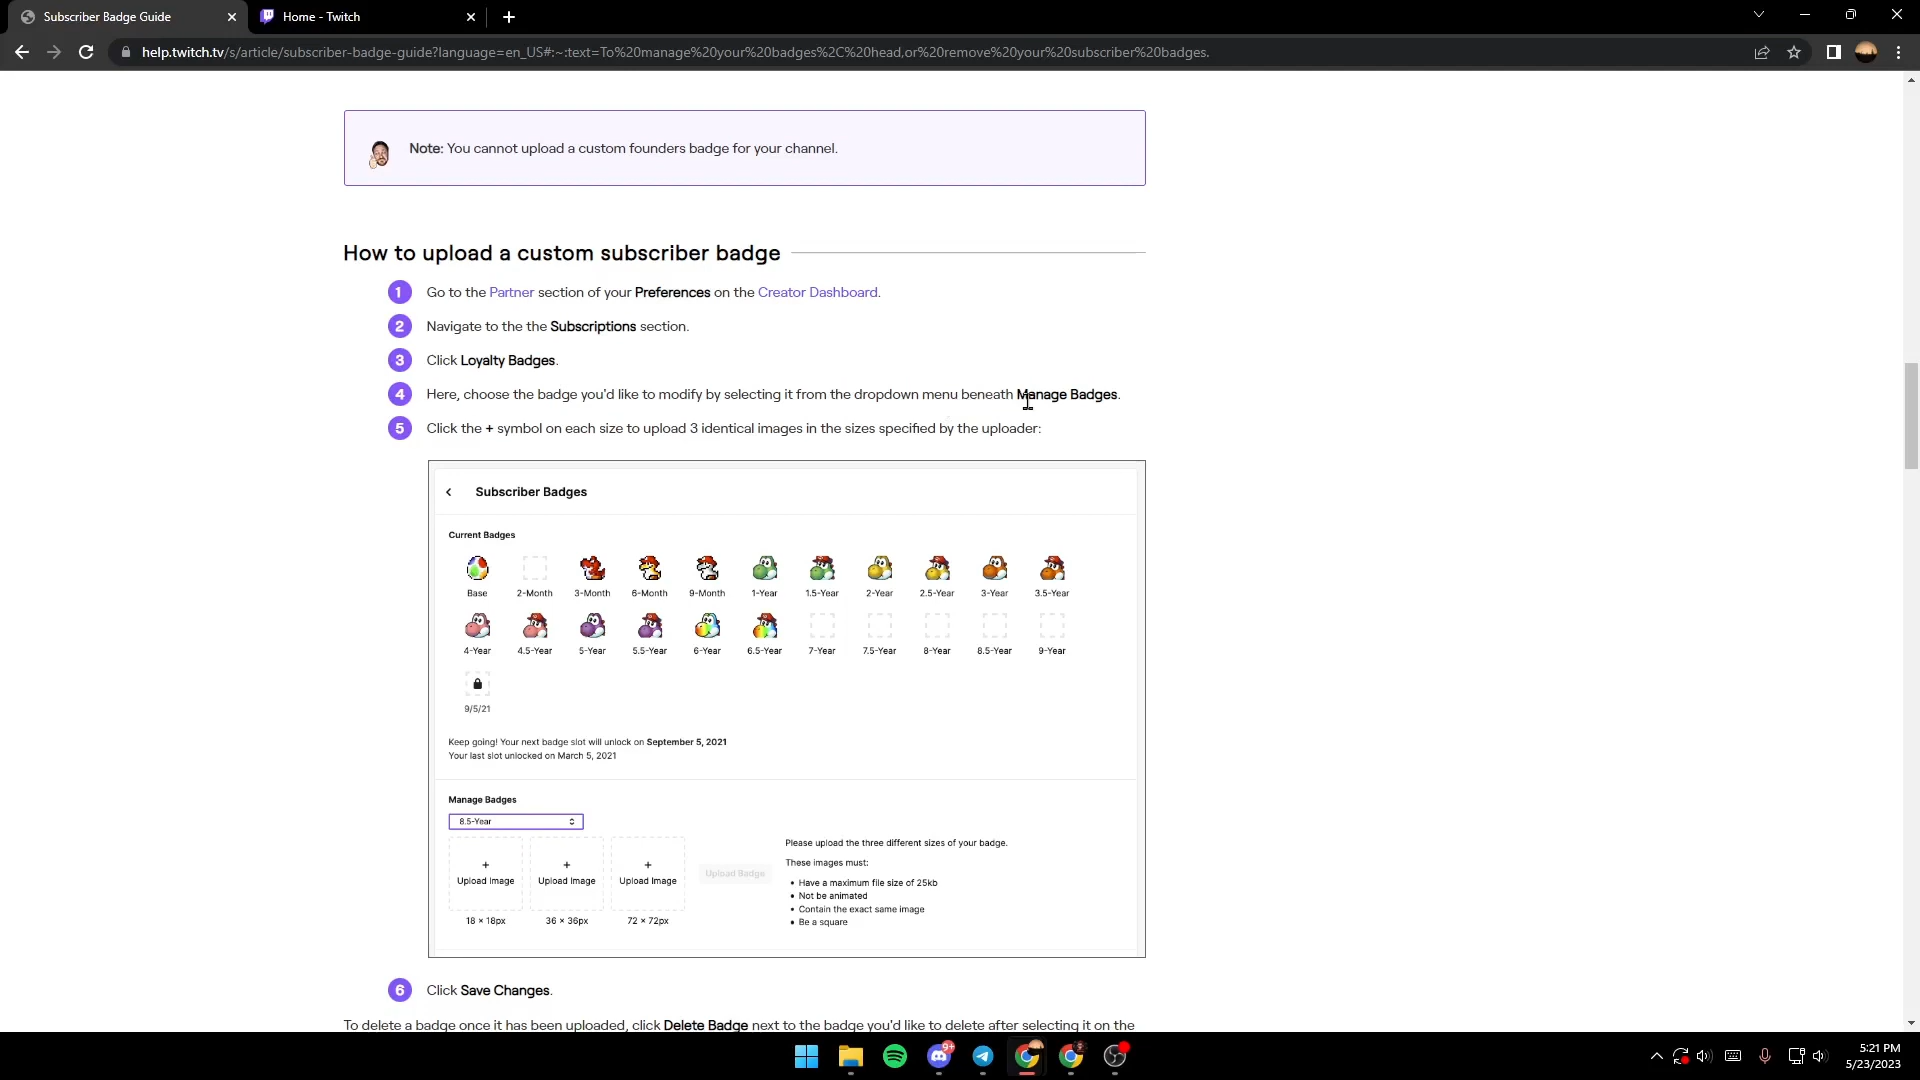 Subscriber Badge Guide
Home - Twitch
help.twitch.tv/s/article/subscriber-badge-guide?language=en_US#:~:text=To%20manage%20your%20badges%2C%20head,or%20remove%20your%20subscriber%20badges.
Note: You cannot upload a custom founders badge for your channel.
How to upload a custom subscriber badge
1 Go to the Partner section of your Preferences on the Creator Dashboard.
2 Navigate to the the Subscriptions section.
3 Click Loyalty Badges.
4 Here, choose the badge you'd like to modify by selecting it from the dropdown menu beneath Manage Badges.
5 Click the + symbol on each size to upload 3 identical images in the sizes specified by the uploader:
Subscriber Badges
Current Badges
Base 2-Month 3-Month 6-Month 9-Month 1-Year 1.5-Year 2-Year 2.5-Year 3-Year 3.5-Year
4-Year 4.5-Year 5-Year 5.5-Year 6-Year 6.5-Year 7-Year 7.5-Year 8-Year 8.5-Year 9-Year
9/5/21
Keep going! Your next badge slot will unlock on September 5, 2021
Your last slot unlocked on March 5, 2021
Manage Badges
8.5-Year
Please upload the three different sizes of your badge.
These images must:
+ + +
Upload Image Upload Image Upload Image Upload Badge
• Have a maximum file size of 25kb
• Not be animated
• Contain the exact same image
• Be a square
18 × 18px 36 × 36px 72 × 72px
6 Click Save Changes.
To delete a badge once it has been uploaded, click Delete Badge next to the badge you'd like to delete after selecting it on the
9+
5:21 PM
5/23/2023